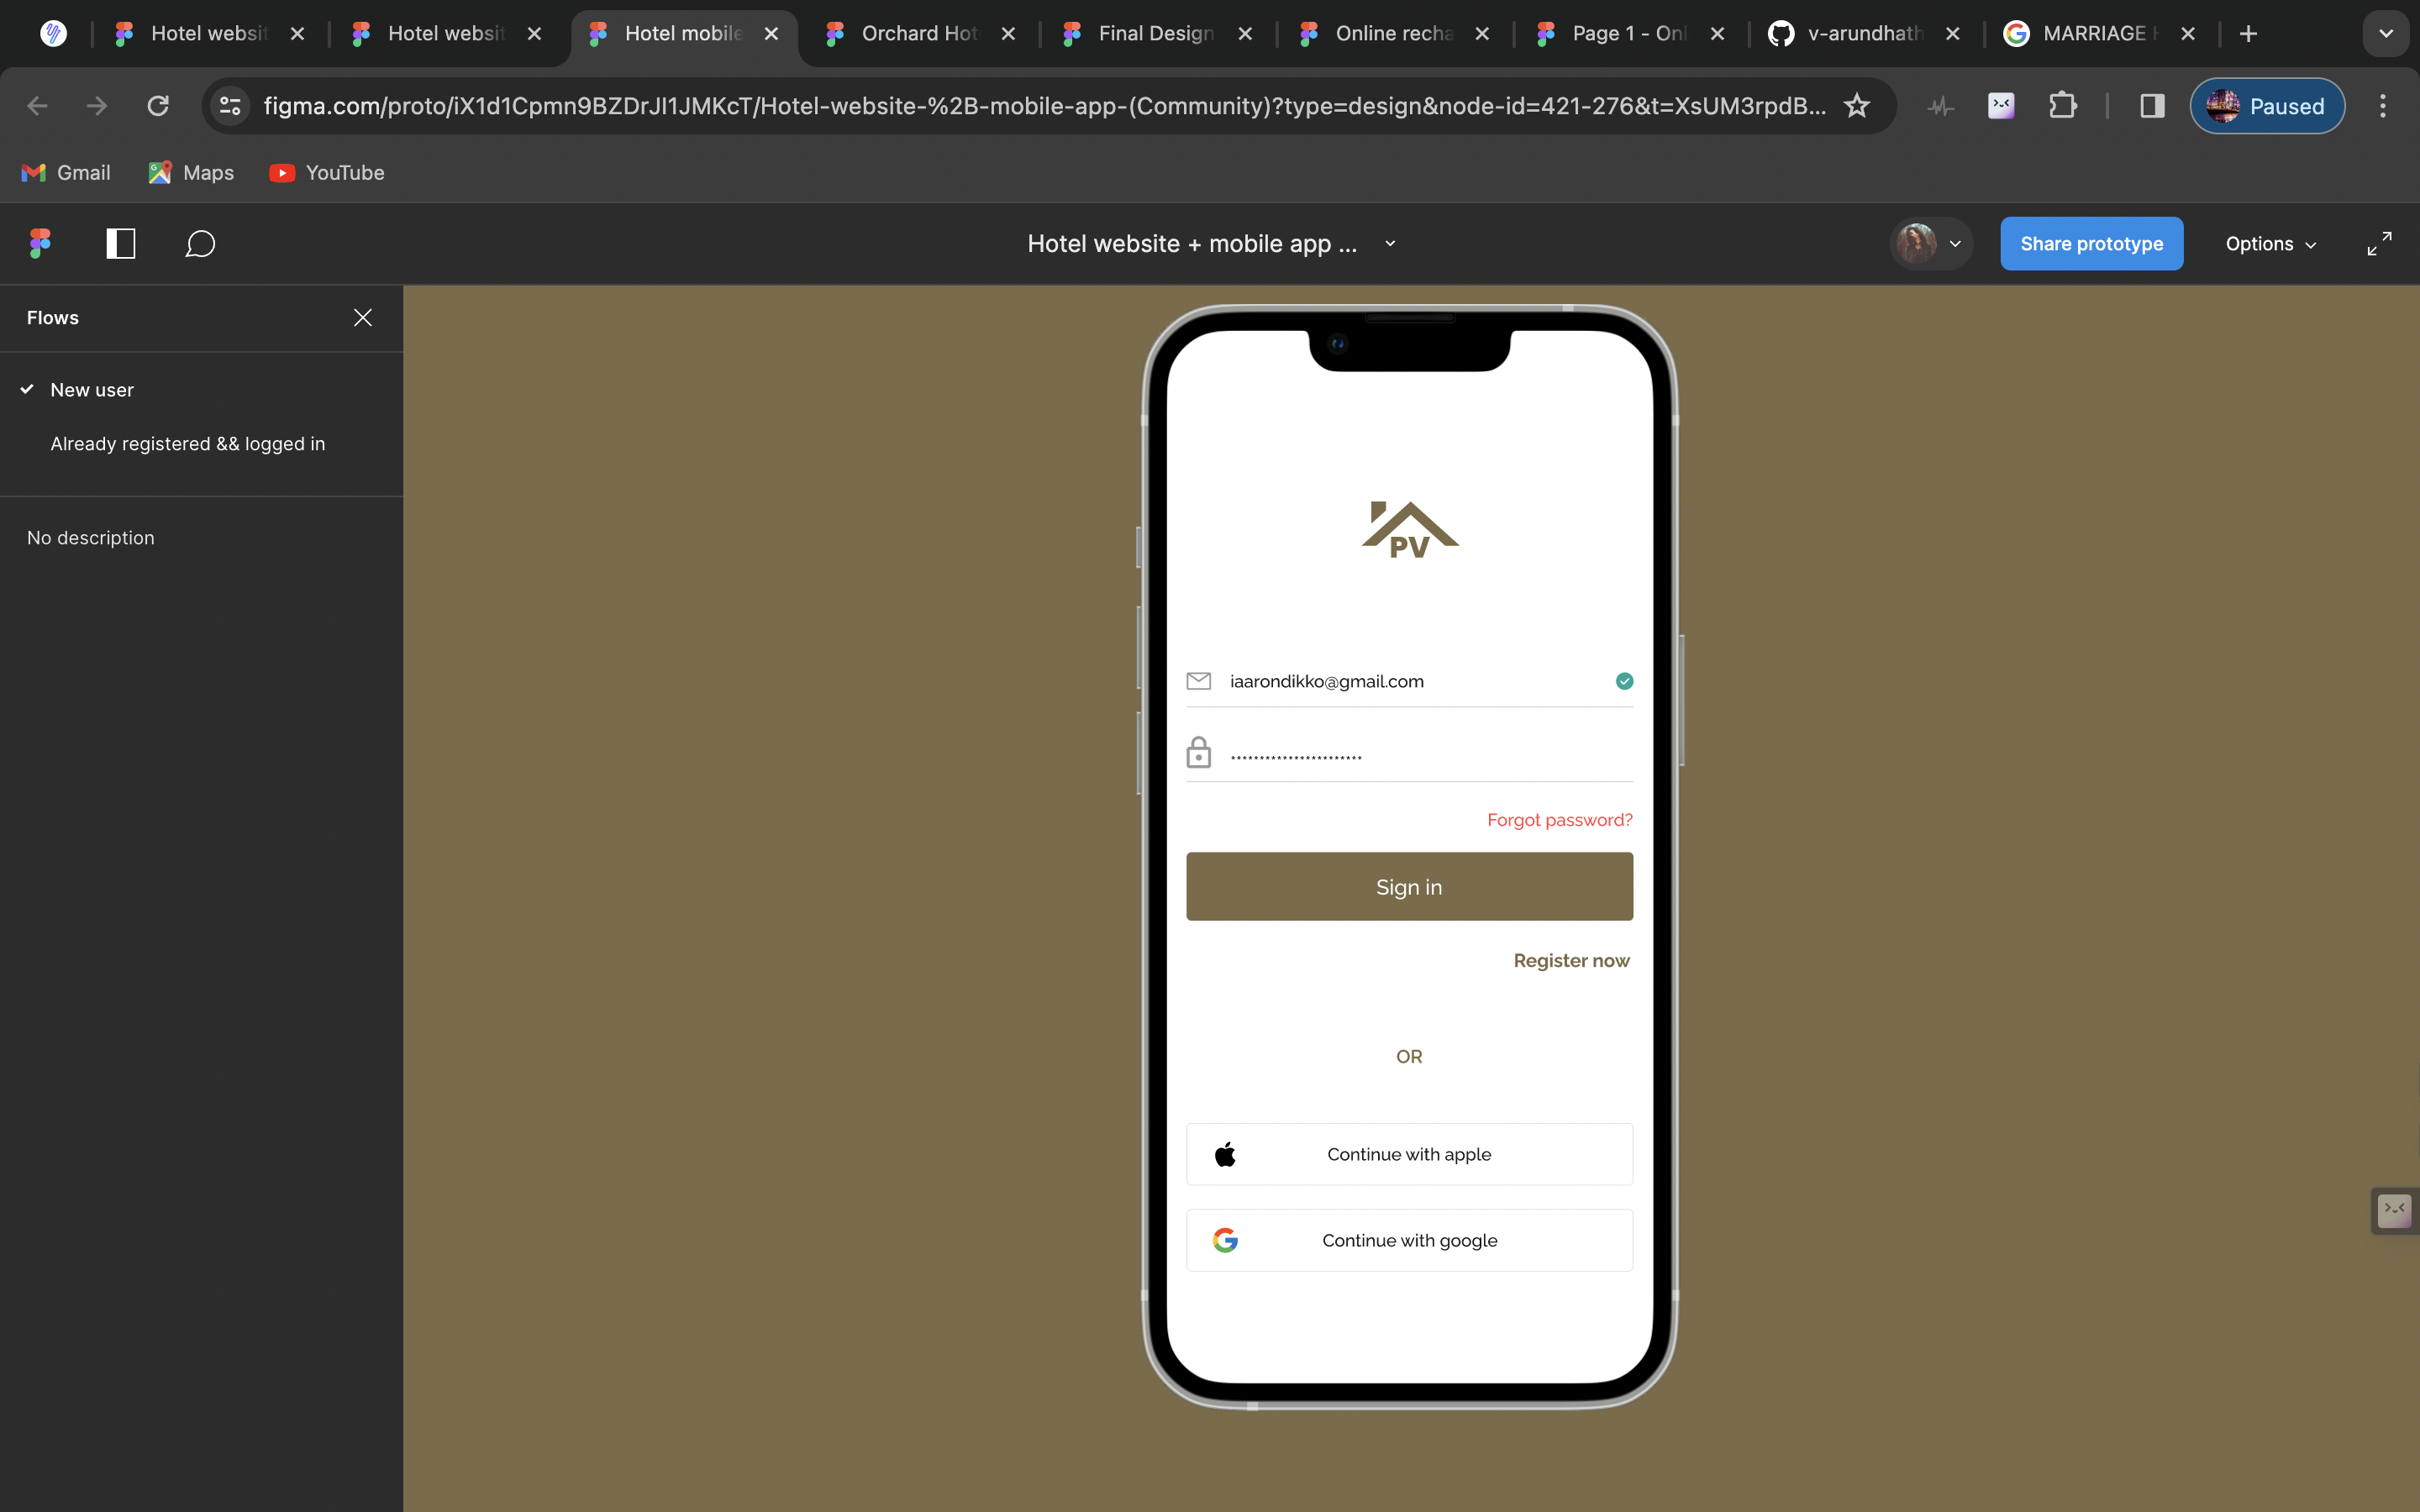 Hotel websit
Hotel websit
Hotel mobile
Orchard Hot
Final Design
Online recha
Page 1 - Onl
v-arundhath
MARRIAGE H
figma.com/proto/iX1d1Cpmn9BZDrJI1JMKcT/Hotel-website-%2B-mobile-app-(Community)?type=design&node-id=421-276&t=XsUM3rpdB...
Paused
Gmail
Maps
YouTube
Hotel website + mobile app ...
Share prototype
Options
Flows
New user
Already registered && logged in
No description
PV
iaarondikko@gmail.com
***********************
Forgot password?
Sign in
Register now
OR
Continue with apple
Continue with google